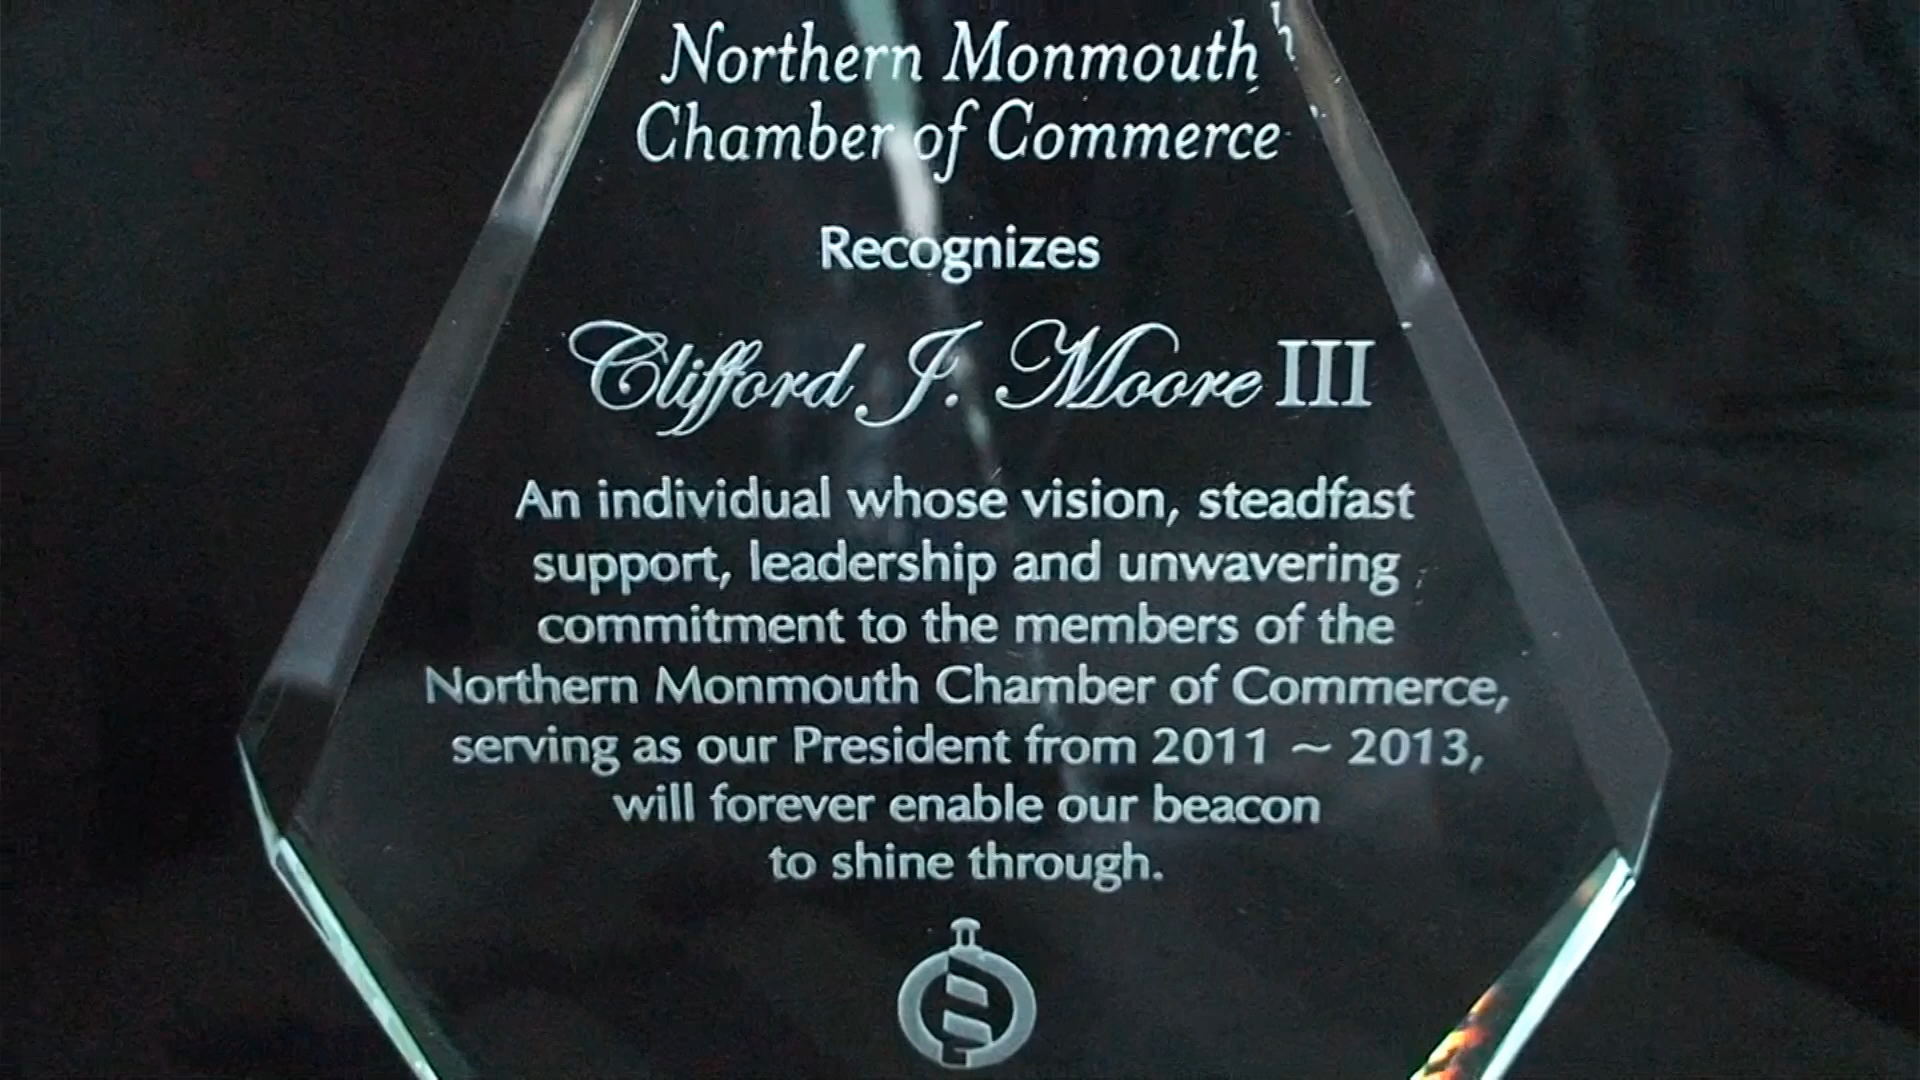 Northern Monmouth
Chamber of Commerce
Recognizes
Clifford J. Moore III
An individual whose vision, steadfast
support, leadership and unwavering
commitment to the members of the
Northern Monmouth Chamber of Commerce,
serving as our President from 2011 ~ 2013,
will forever enable our beacon
to shine through.